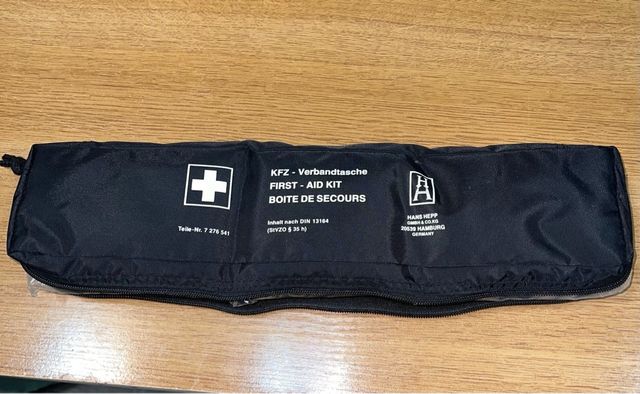 KFZ - Verbandtasche
FIRST - AID KIT
BOITE DE SECOURS
Inhalt nach DIN 13164
(StVZO § 35 h)
Teile-Nr. 7 276 541
HANS HEPP
GMBH & CO. KG
20539 HAMBURG
GERMANY